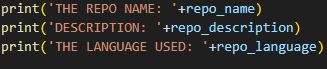 print('THE REPO NAME: '+repo_name)
print('DESCRIPTION: '+repo_description)
print('THE LANGUAGE USED: '+repo_language)